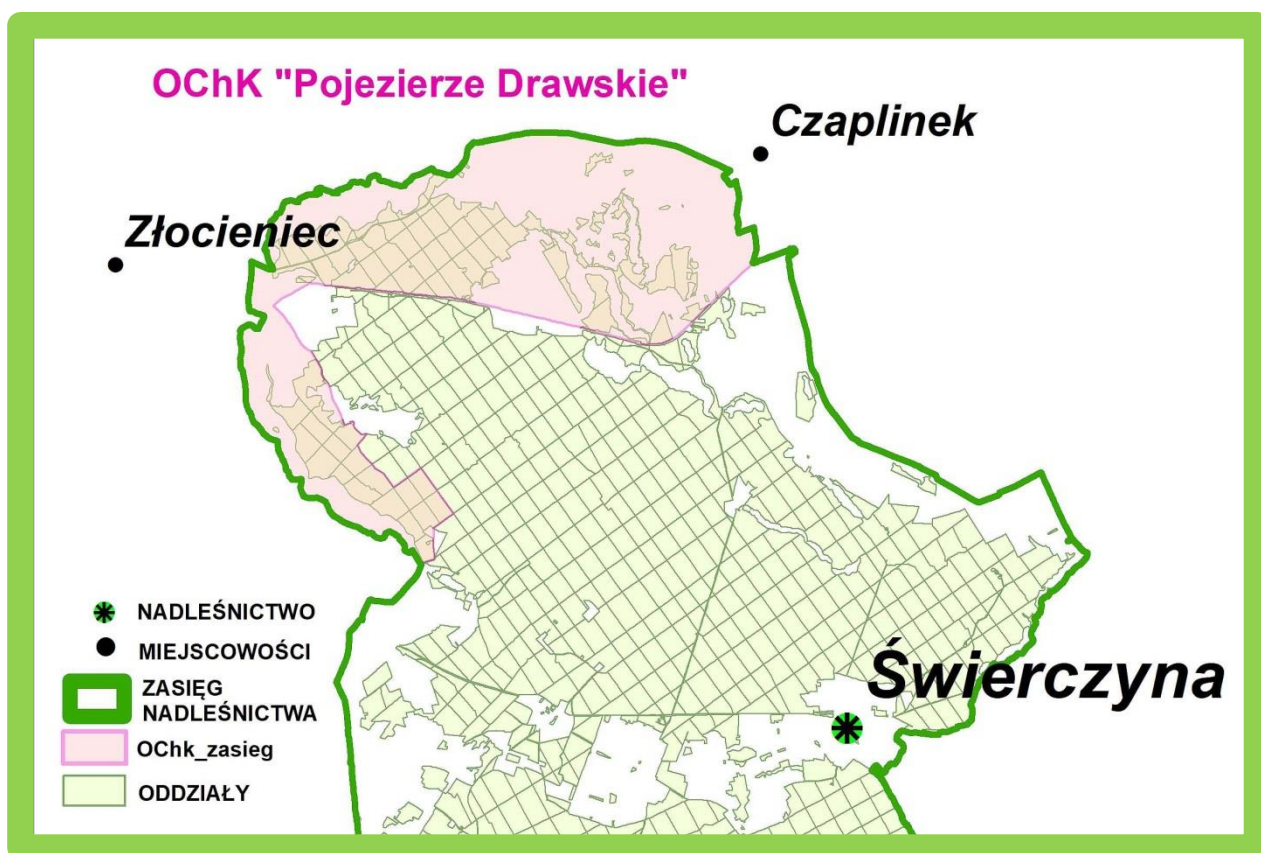 OChK "Pojezierze Drawskie"
Czaplinek
Złocieniec
NADLEŚNICTWO
MIEJSCOWOŚCI
ZASIĘG
NADLEŚNICTWA
OChk_zasieg
ODDZIAŁY
Świerczyna